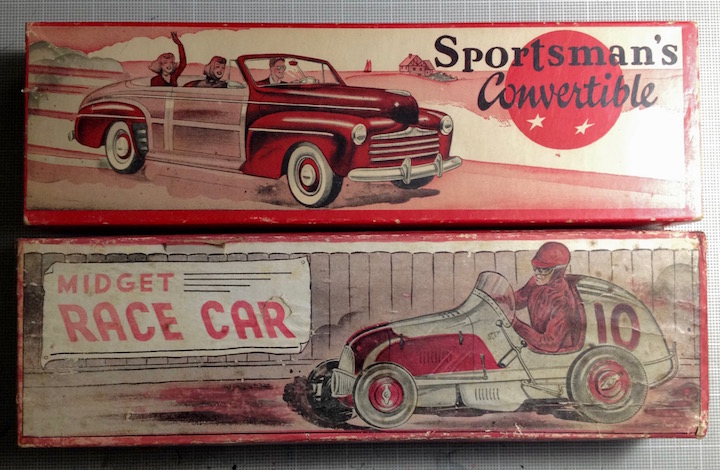 Sportsman's
Convertible
MIDGET
RACE CAR
10